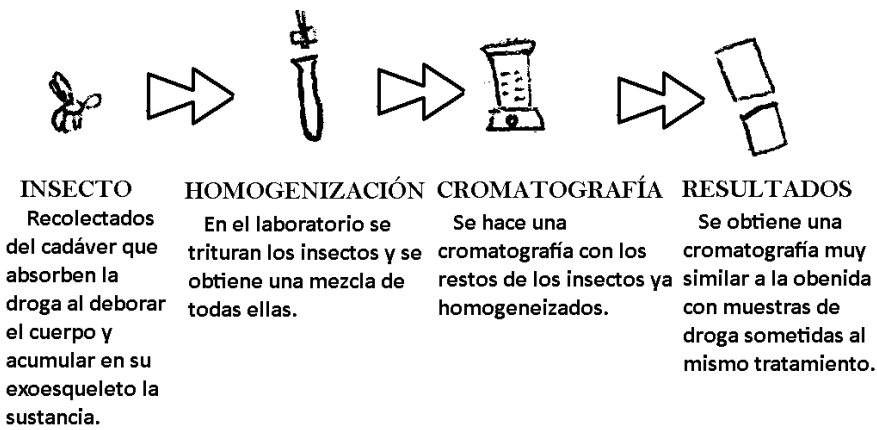 INSECTO
Recolectados
del cadáver que
absorben la
droga al deborar
el cuerpo y
acumular en su
exoesqueleto la
sustancia.
HOMOGENIZACIÓN
En el laboratorio se
trituran los insectos y se
obtiene una mezcla de
todas ellas.
CROMATOGRAFÍA
Se hace una
cromatografía con los
restos de los insectos ya
homogeneizados.
RESULTADOS
Se obtiene una
cromatografía muy
similar a la obenida
con muestras de
droga sometidas al
mismo tratamiento.